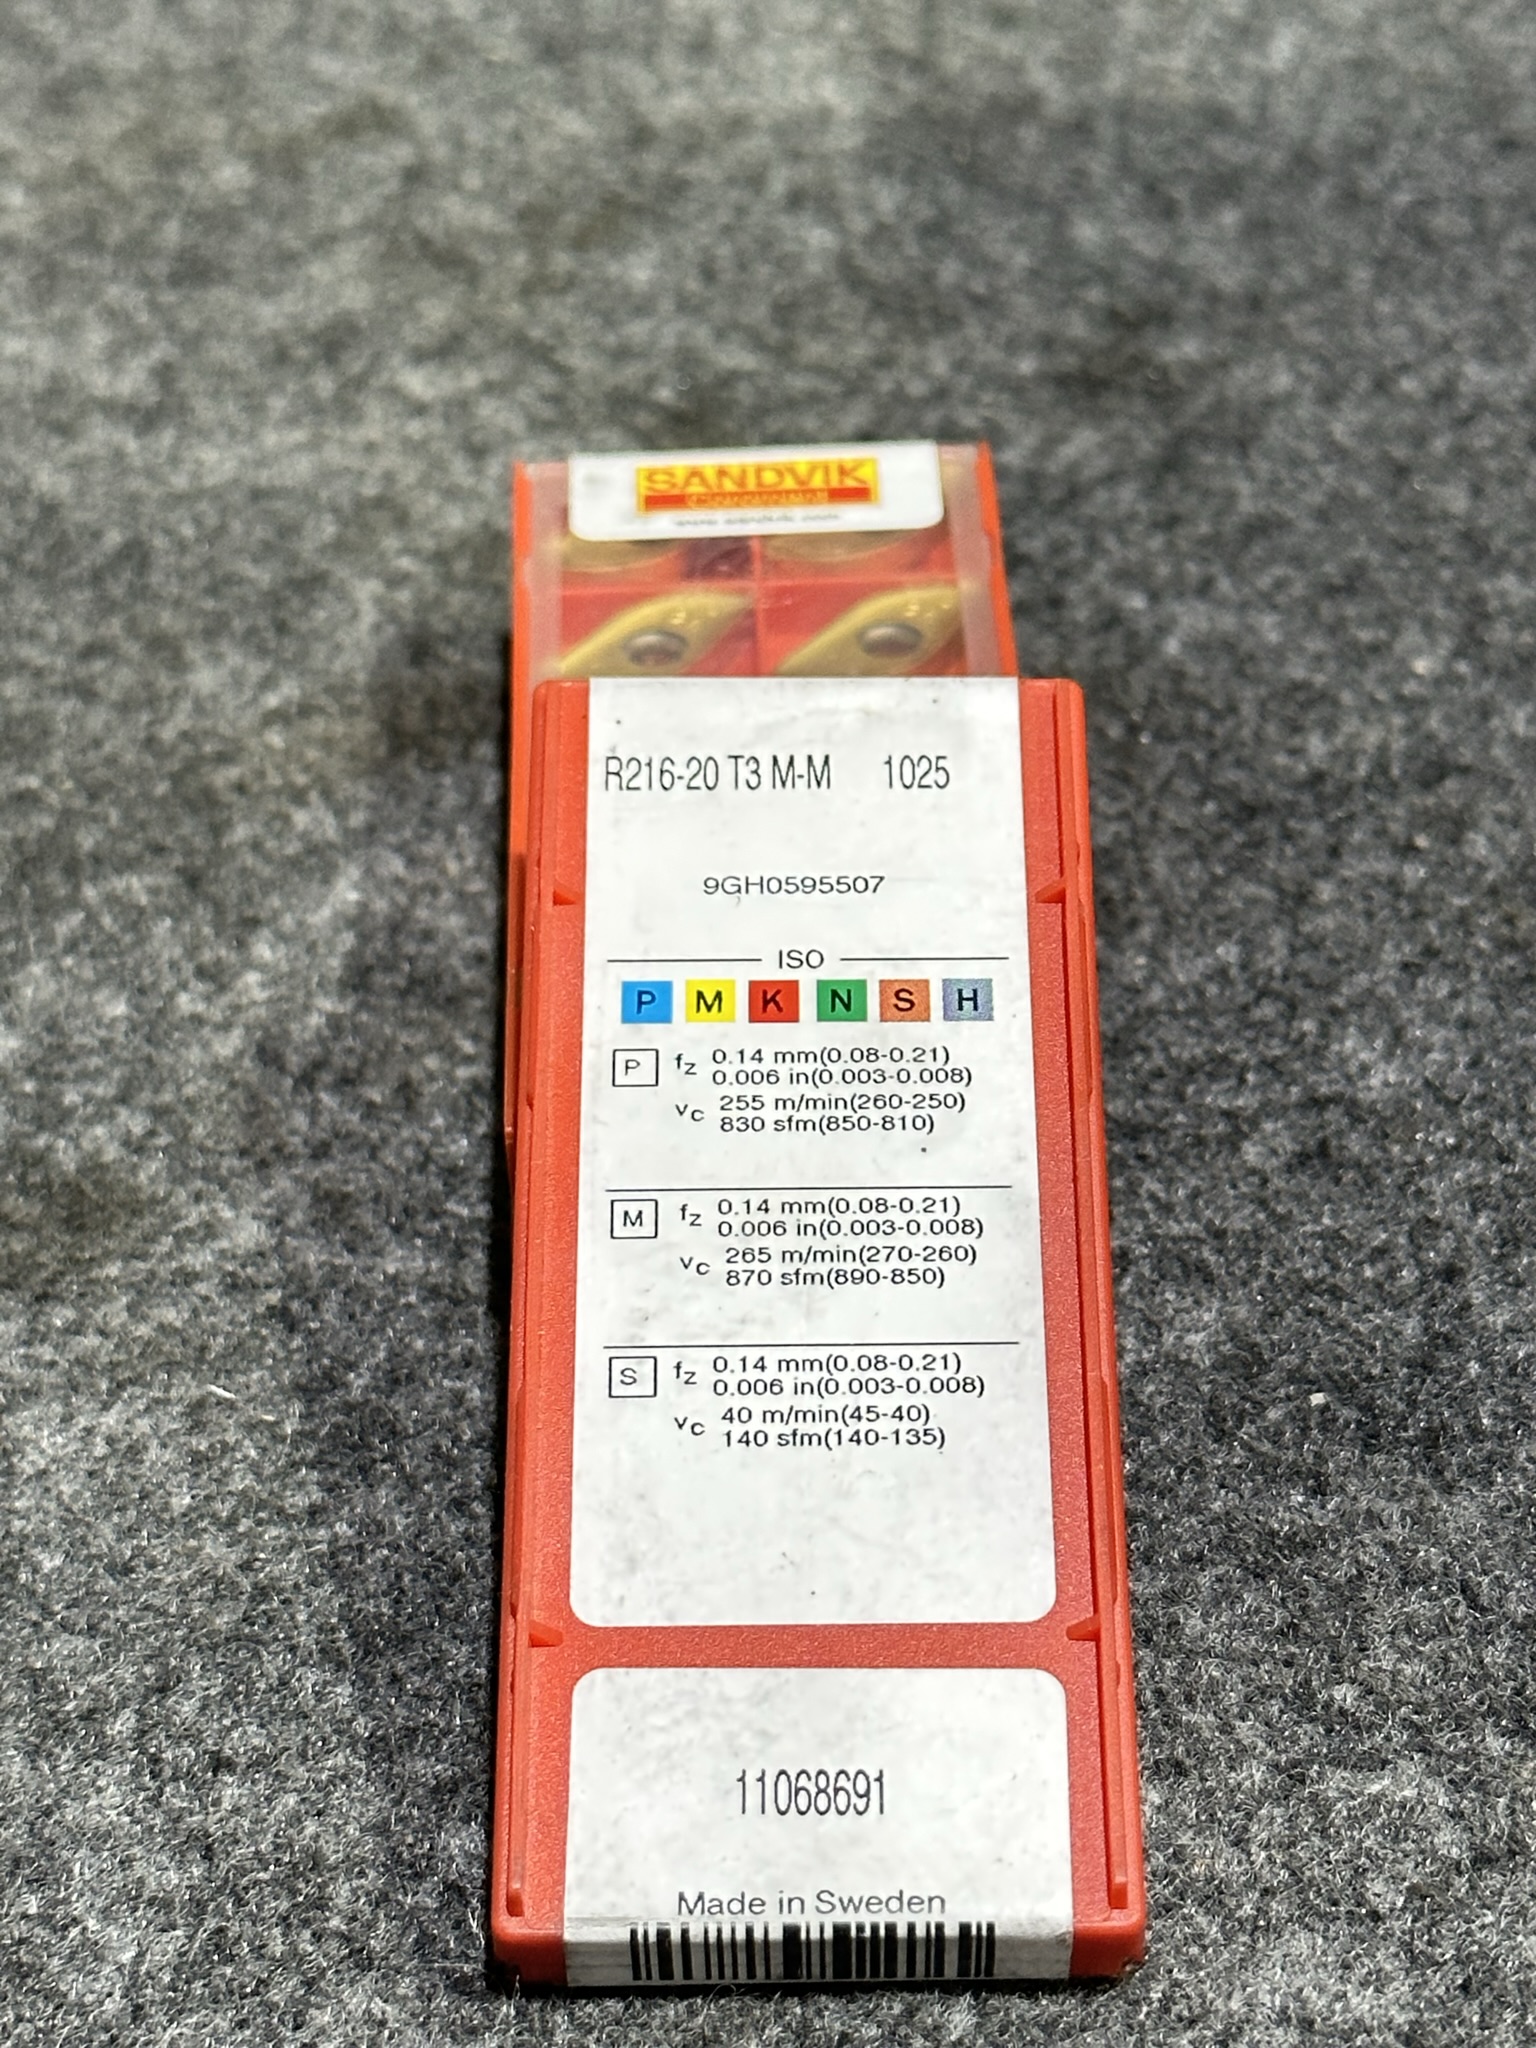 SANDVIK
Coromant
R216-20 T3 M-M 1025
9GH0595507
ISO
P M K N S H
P fz 0.14 mm(0.08-0.21)
0.006 in(0.003-0.008)
vc 255 m/min(260-250)
830 sfm(850-810)
M fz 0.14 mm(0.08-0.21)
0.006 in(0.003-0.008)
vc 265 m/min(270-260)
870 sfm(890-850)
S fz 0.14 mm(0.08-0.21)
0.006 in(0.003-0.008)
vc 40 m/min(45-40)
140 sfm(140-135)
11068691
Made in Sweden